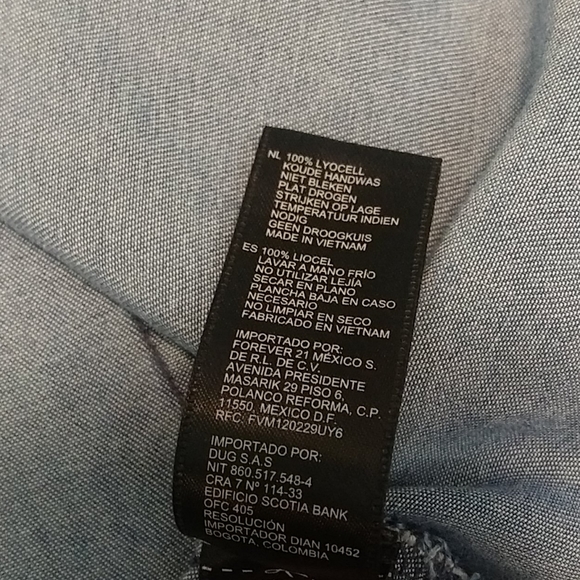 NL 100% LYOCELL
KOUDE HANDWAS
NIET BLEKEN
PLAT DROGEN
STRIJKEN OP LAGE
TEMPERATUUR INDIEN
NODIG
GEEN DROOGKUIS
MADE IN VIETNAM
ES 100% LIOCEL
LAVAR A MANO FRÍO
NO UTILIZAR LEJÍA
SECAR EN PLANO
PLANCHA BAJA EN CASO
NECESARIO
NO LIMPIAR EN SECO
FABRICADO EN VIETNAM
IMPORTADO POR:
FOREVER 21 MÉXICO S.
DE R.L. DE C.V.
AVENIDA PRESIDENTE
MASARIK 29 PISO 6,
POLANCO REFORMA, C.P.
11550, MEXICO D.F.
RFC: FVM120229UY6
IMPORTADO POR:
DUG S.A.S
NIT 860.517.548-4
CRA 7 Nº 114-33
EDIFICIO SCOTIA BANK
OFC 405
RESOLUCIÓN
IMPORTADOR DIAN 10452
BOGOTA, COLOMBIA